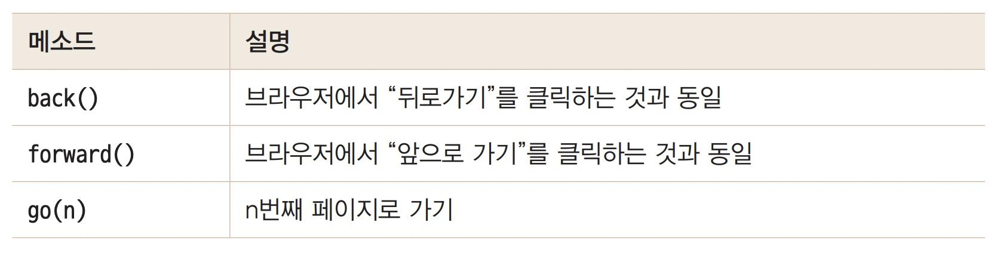 메소드 설명
back() 브라우저에서 “뒤로가기”를 클릭하는 것과 동일
forward() 브라우저에서 “앞으로 가기”를 클릭하는 것과 동일
go(n) n번째 페이지로 가기